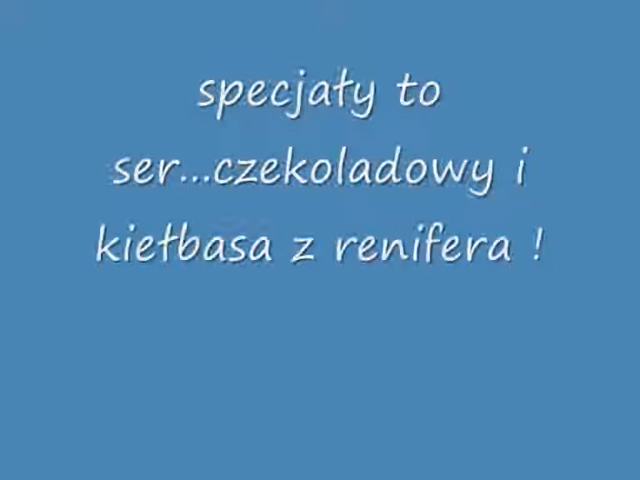 specjały to
ser...czekoladowy i
kiełbasa z renifera !